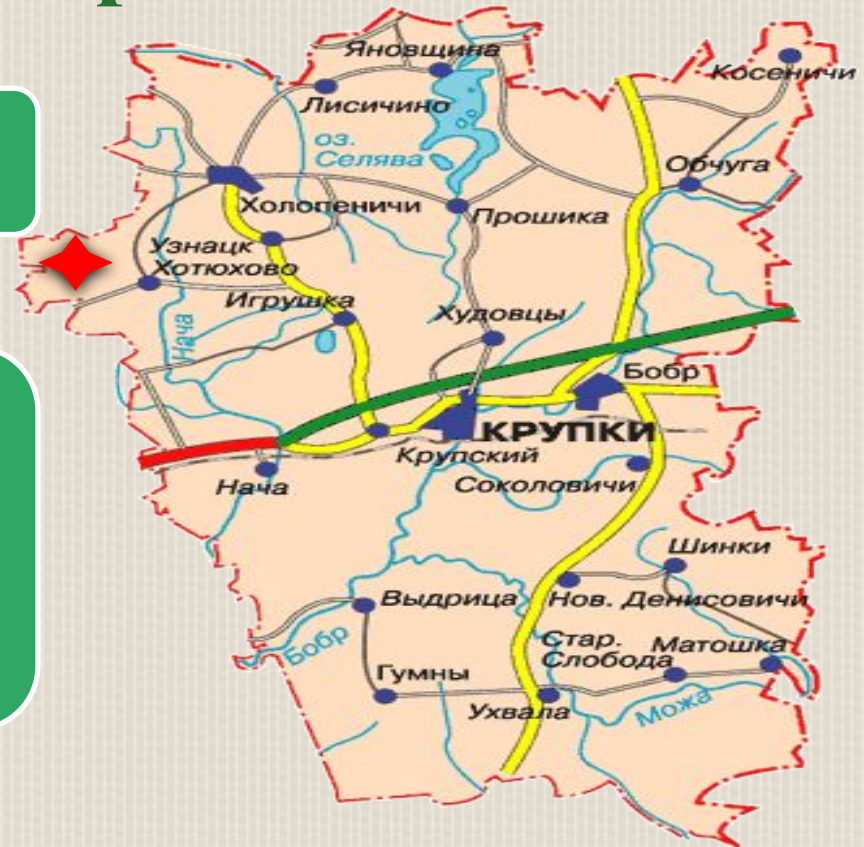 Яновщина
Косеничи
Лисичино
оз.
Селява
Обчуга
Холопеничи
Прошика
Узнацк
Хотюхово
Игрушка
Худовцы
Нача
Бобр
КРУПКИ
Крупский
Нача
Соколовичи
Шинки
Выдрица
Нов. Денисовичи
Бобр
Стар.
Слобода
Матошка
Гумны
Ухвала
Можа